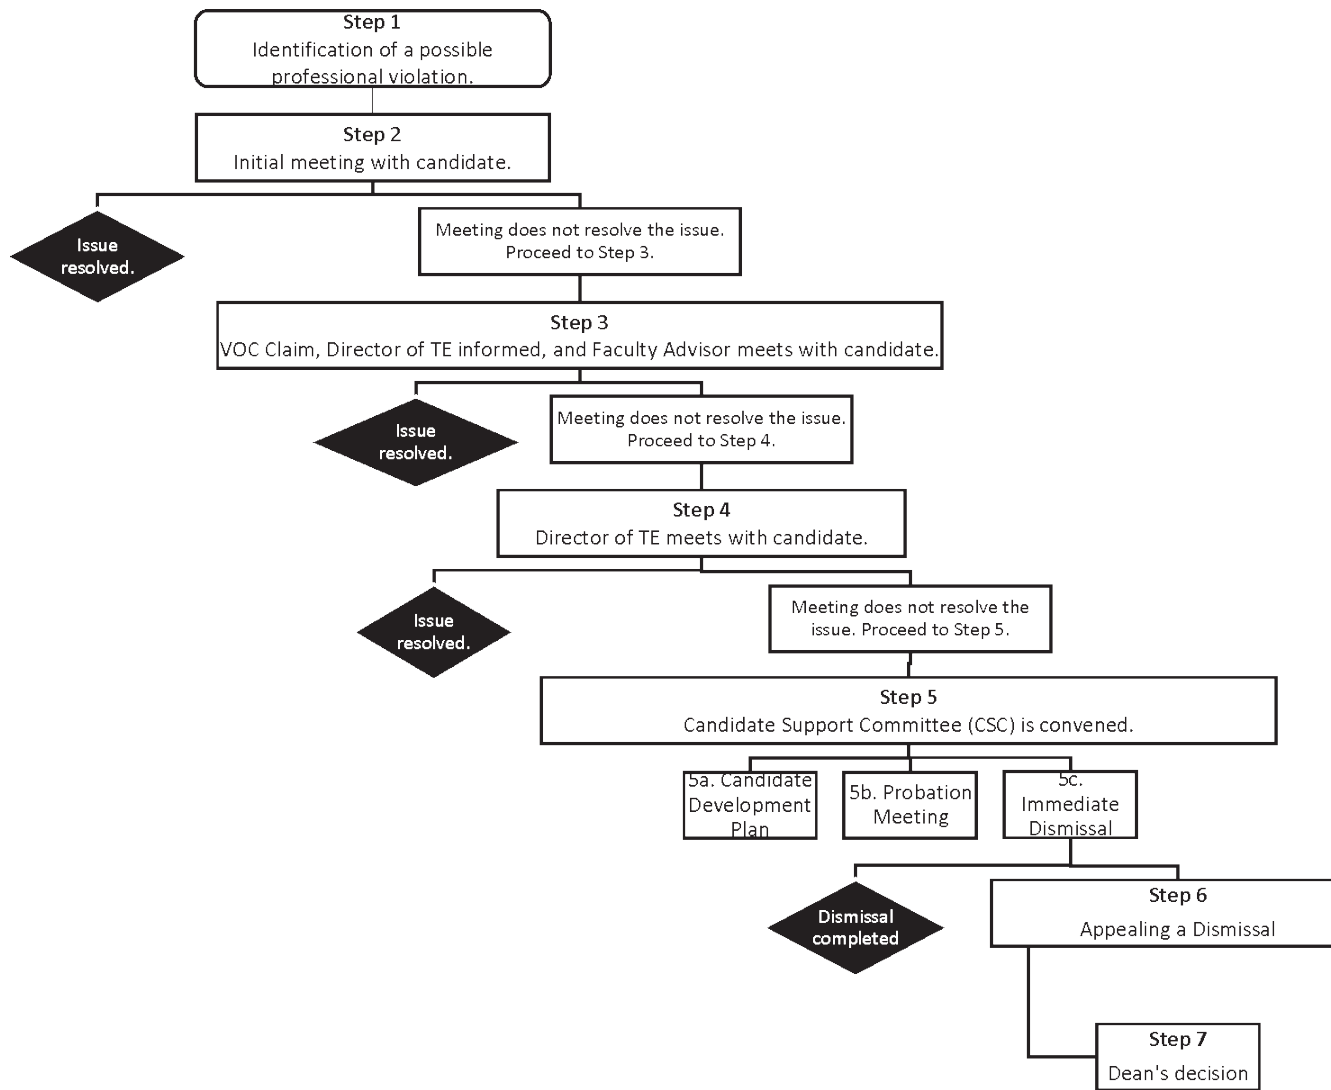 Step 1
Identification of a possible
professional violation.
Step 2
Initial meeting with candidate.
Issue
resolved.
Meeting does not resolve the issue.
Proceed to Step 3.
Step 3
VOC Claim, Director of TE informed, and Faculty Advisor meets with candidate.
Issue
resolved.
Meeting does not resolve the issue.
Proceed to Step 4.
Step 4
Director of TE meets with candidate.
Issue
resolved.
Meeting does not resolve the
issue. Proceed to Step 5.
Step 5
Candidate Support Committee (CSC) is convened.
5a. Candidate
Development
Plan
5b. Probation
Meeting
5c.
Immediate
Dismissal
Dismissal
completed
Step 6
Appealing a Dismissal
Step 7
Dean's decision